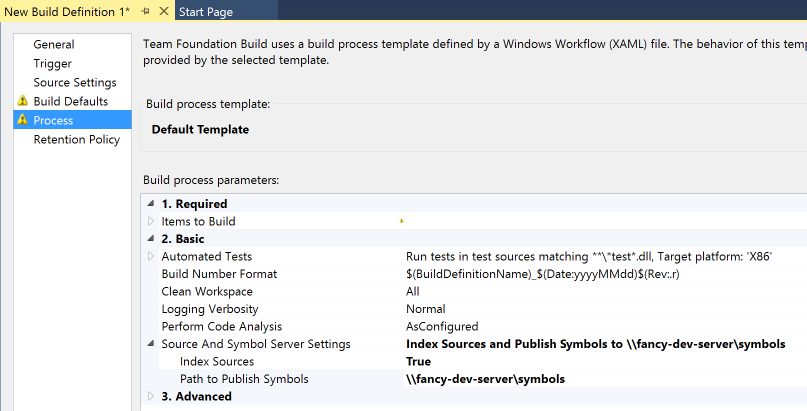 New Build Definition 1* Start Page
General
Trigger
Source Settings
Build Defaults
Process
Retention Policy
Team Foundation Build uses a build process template defined by a Windows Workflow (XAML) file. The behavior of this
provided by the selected template.
Build process template:
Default Template
Build process parameters:
1. Required
Items to Build
2. Basic
Automated Tests Run tests in test sources matching **\*test*.dll, Target platform: 'X86'
Build Number Format $(BuildDefinitionName)_$(Date:yyyyMMdd)$(Rev:.r)
Clean Workspace All
Logging Verbosity Normal
Perform Code Analysis AsConfigured
Source And Symbol Server Settings Index Sources and Publish Symbols to \\fancy-dev-server\symbols
Index Sources True
Path to Publish Symbols \\fancy-dev-server\symbols
3. Advanced